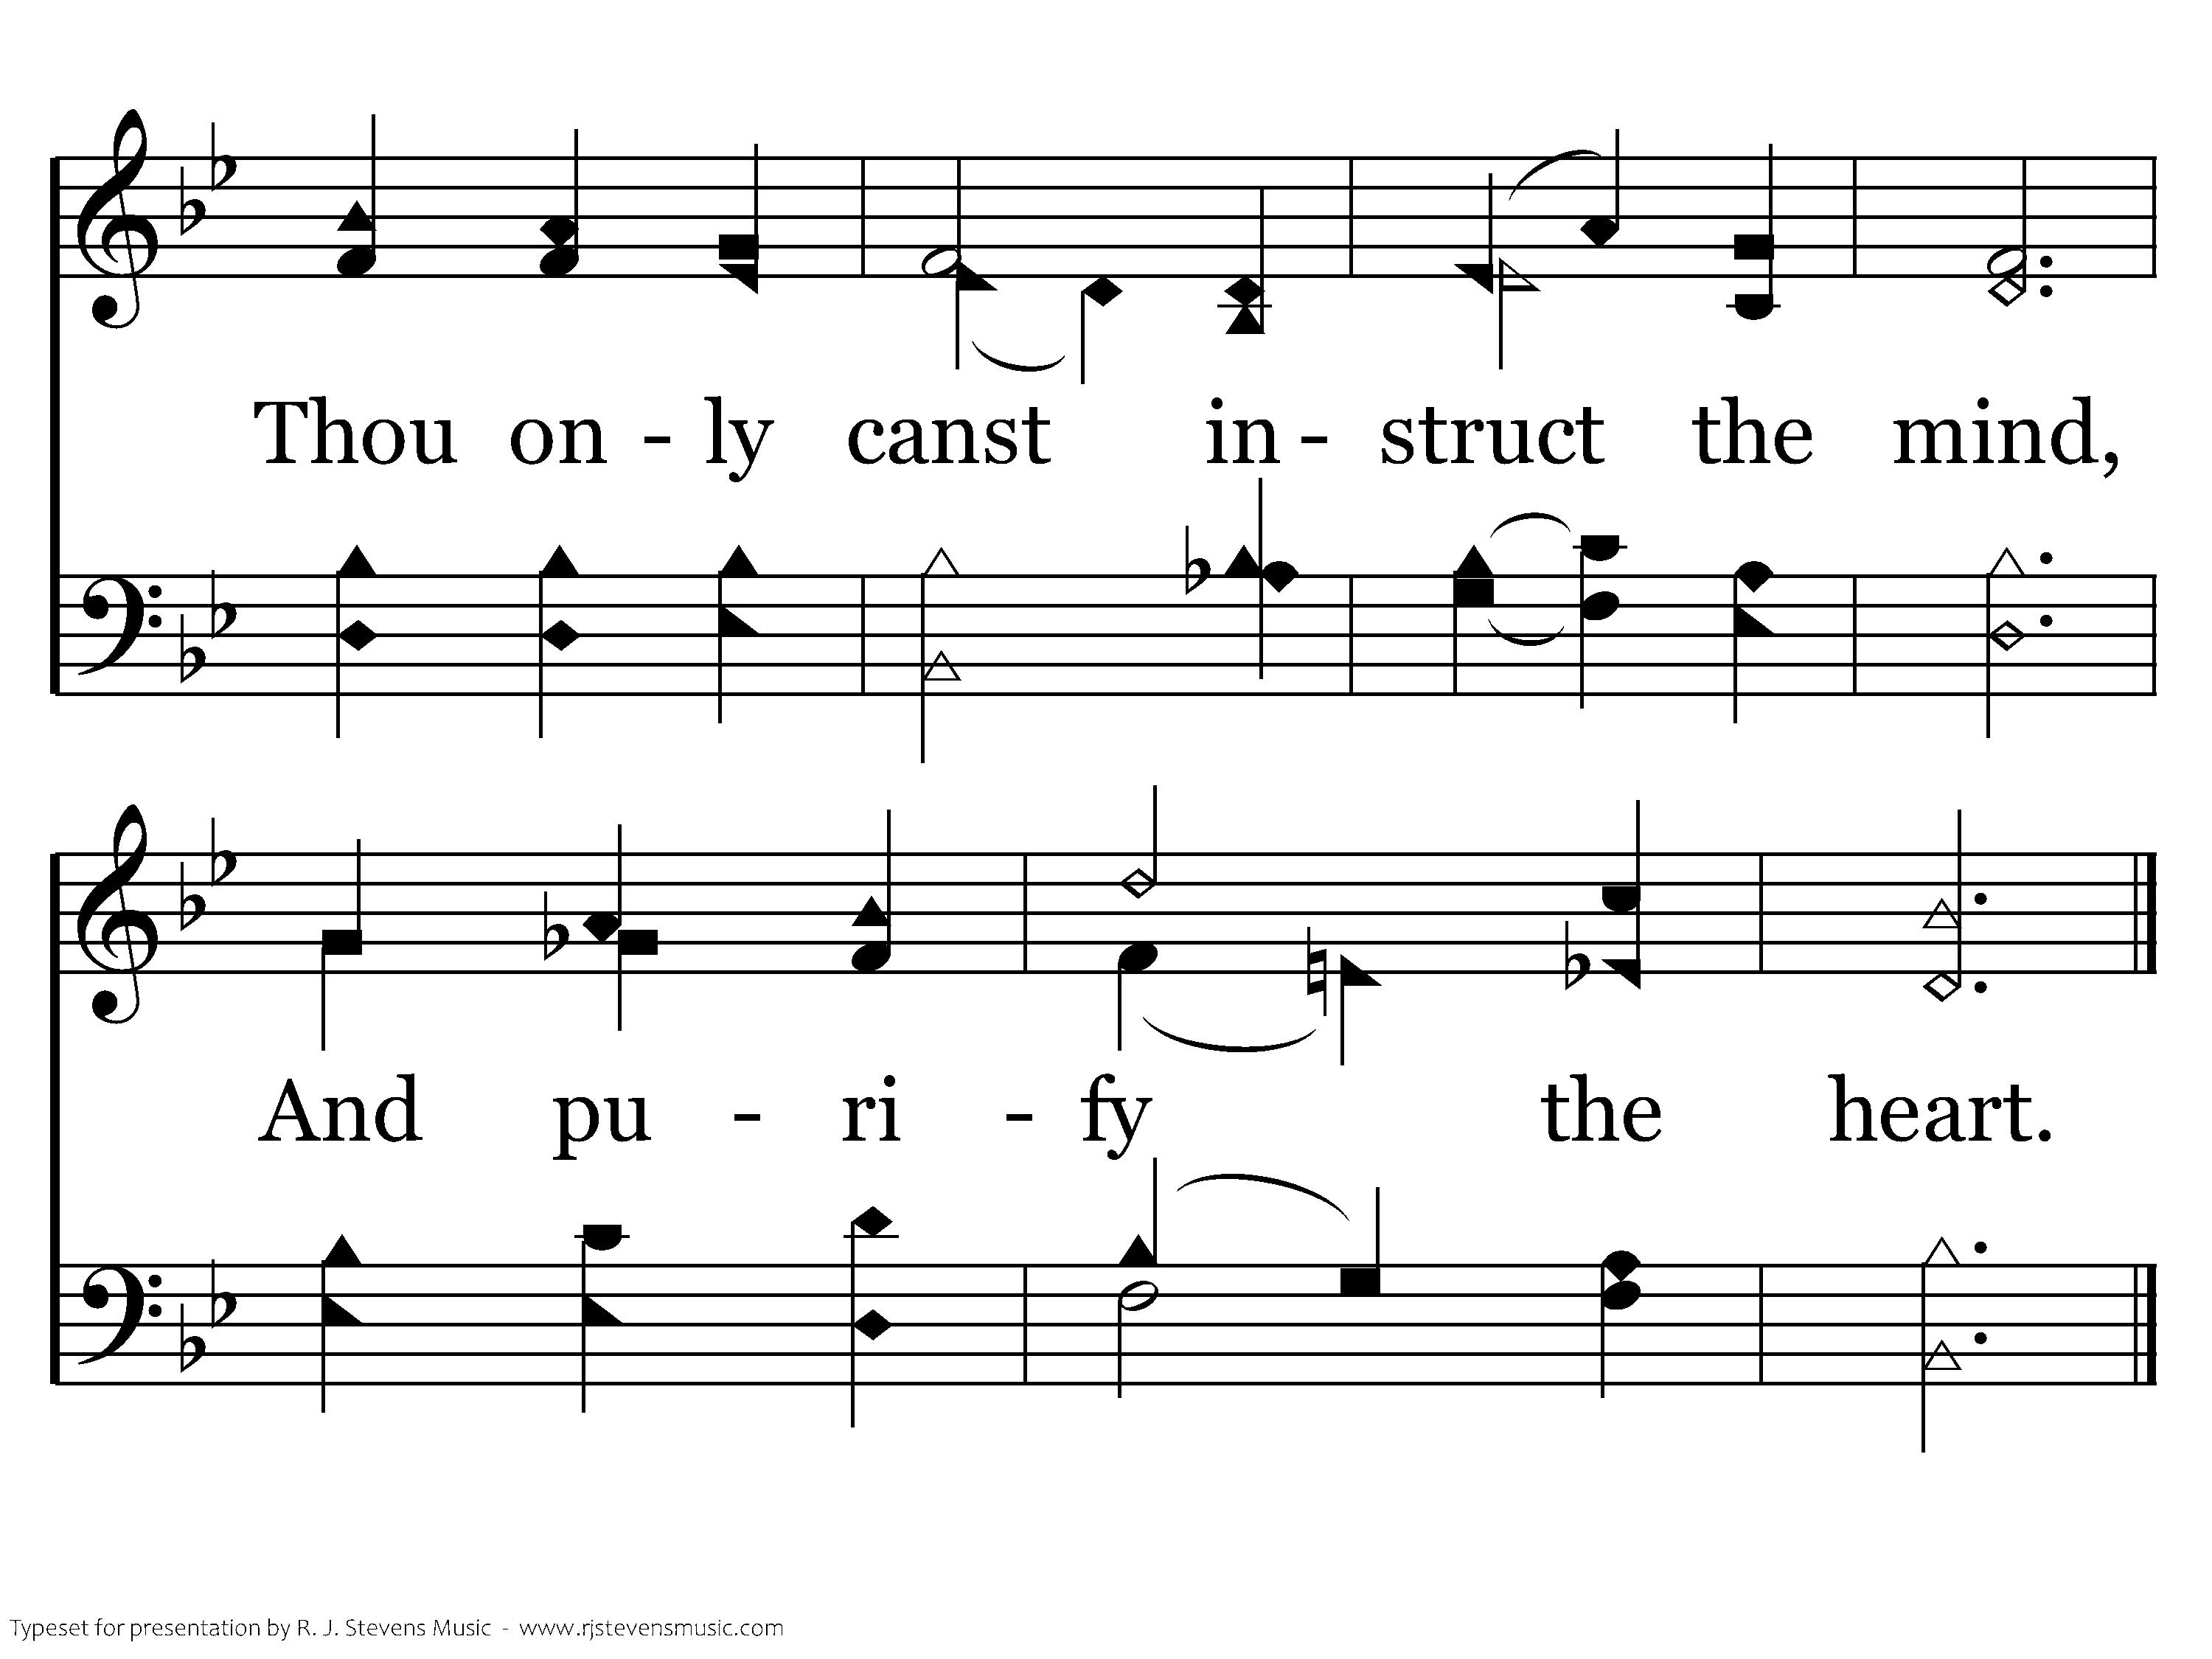 Thou on - ly canst in - struct the mind,
And pu - ri - fy the heart.
Typeset for presentation by R. J. Stevens Music - www.rjstevensmusic.com